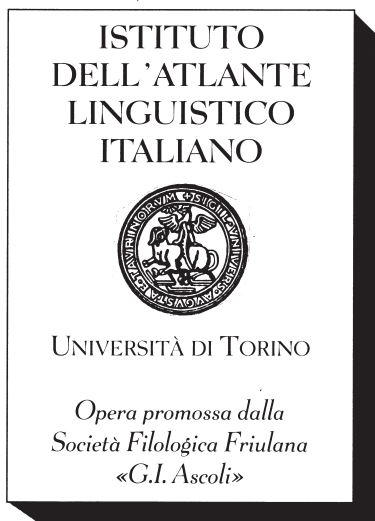 ISTITUTO
DELL'ATLANTE
LINGUISTICO
ITALIANO
UNIVERSITÀ DI TORINO
Opera promossa dalla
Società Filologica Friulana
«G.I. Ascoli»